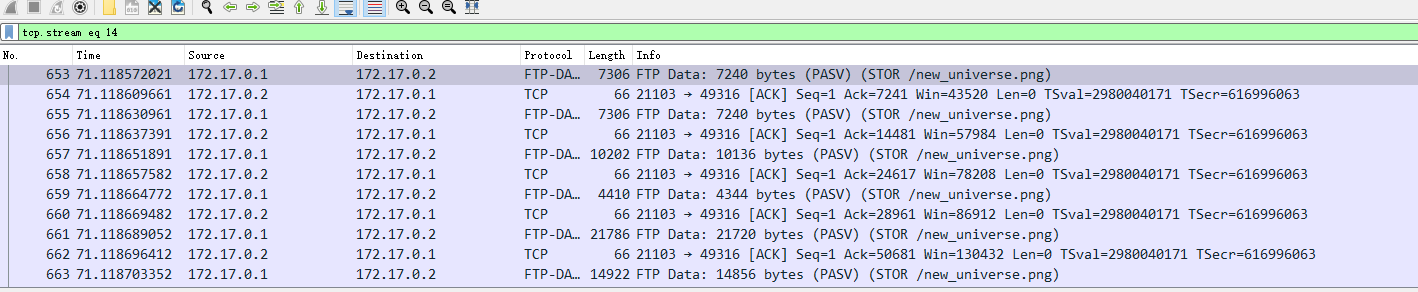 tcp.stream eq 14
No. Time Source Destination Protocol Length Info
653 71.118572021 172.17.0.1 172.17.0.2 FTP-DA… 7306 FTP Data: 7240 bytes (PASV) (STOR /new_universe.png)
654 71.118609661 172.17.0.2 172.17.0.1 TCP 66 21103 → 49316 [ACK] Seq=1 Ack=7241 Win=43520 Len=0 TSval=2980040171 TSecr=616996063
655 71.118630961 172.17.0.1 172.17.0.2 FTP-DA… 7306 FTP Data: 7240 bytes (PASV) (STOR /new_universe.png)
656 71.118637391 172.17.0.2 172.17.0.1 TCP 66 21103 → 49316 [ACK] Seq=1 Ack=14481 Win=57984 Len=0 TSval=2980040171 TSecr=616996063
657 71.118651891 172.17.0.1 172.17.0.2 FTP-DA… 10202 FTP Data: 10136 bytes (PASV) (STOR /new_universe.png)
658 71.118657582 172.17.0.2 172.17.0.1 TCP 66 21103 → 49316 [ACK] Seq=1 Ack=24617 Win=78208 Len=0 TSval=2980040171 TSecr=616996063
659 71.118664772 172.17.0.1 172.17.0.2 FTP-DA… 4410 FTP Data: 4344 bytes (PASV) (STOR /new_universe.png)
660 71.118669482 172.17.0.2 172.17.0.1 TCP 66 21103 → 49316 [ACK] Seq=1 Ack=28961 Win=86912 Len=0 TSval=2980040171 TSecr=616996063
661 71.118689052 172.17.0.1 172.17.0.2 FTP-DA… 21786 FTP Data: 21720 bytes (PASV) (STOR /new_universe.png)
662 71.118696412 172.17.0.2 172.17.0.1 TCP 66 21103 → 49316 [ACK] Seq=1 Ack=50681 Win=130432 Len=0 TSval=2980040171 TSecr=616996063
663 71.118703352 172.17.0.1 172.17.0.2 FTP-DA… 14922 FTP Data: 14856 bytes (PASV) (STOR /new_universe.png)